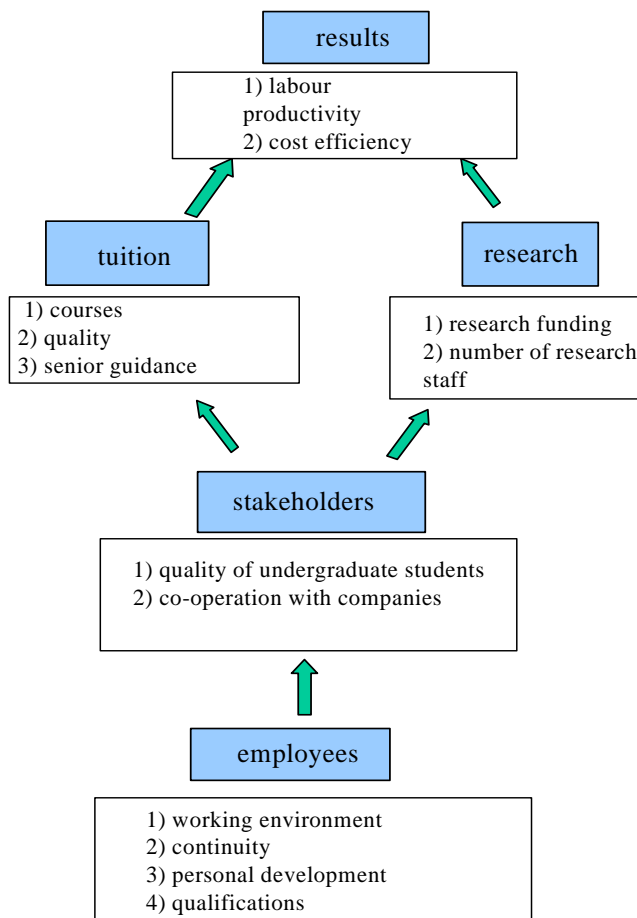 results
1) labour
productivity
2) cost efficiency
tuition
1) courses
2) quality
3) senior guidance
research
1) research funding
2) number of research
staff
stakeholders
1) quality of undergraduate students
2) co-operation with companies
employees
1) working environment
2) continuity
3) personal development
4) qualifications